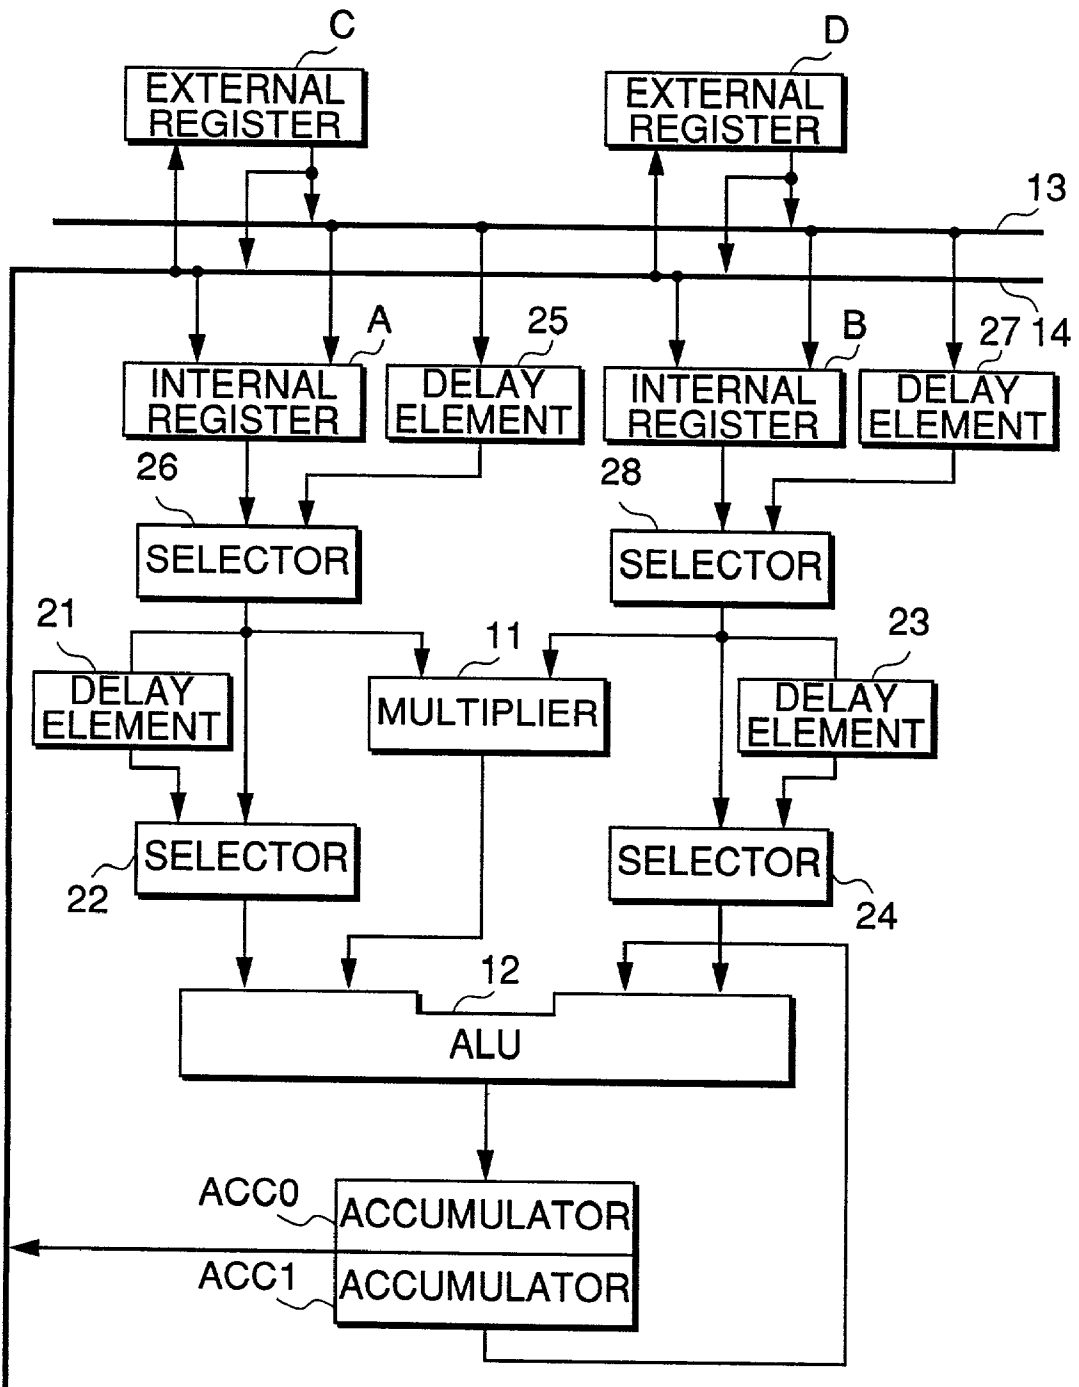 C
D
EXTERNAL
REGISTER
EXTERNAL
REGISTER
13
14
A
25
B
27
INTERNAL
REGISTER
DELAY
ELEMENT
INTERNAL
REGISTER
DELAY
ELEMENT
26
28
SELECTOR
SELECTOR
21
11
23
DELAY
ELEMENT
MULTIPLIER
DELAY
ELEMENT
SELECTOR
SELECTOR
22
24
12
ALU
ACC0
ACCUMULATOR
ACC1
ACCUMULATOR